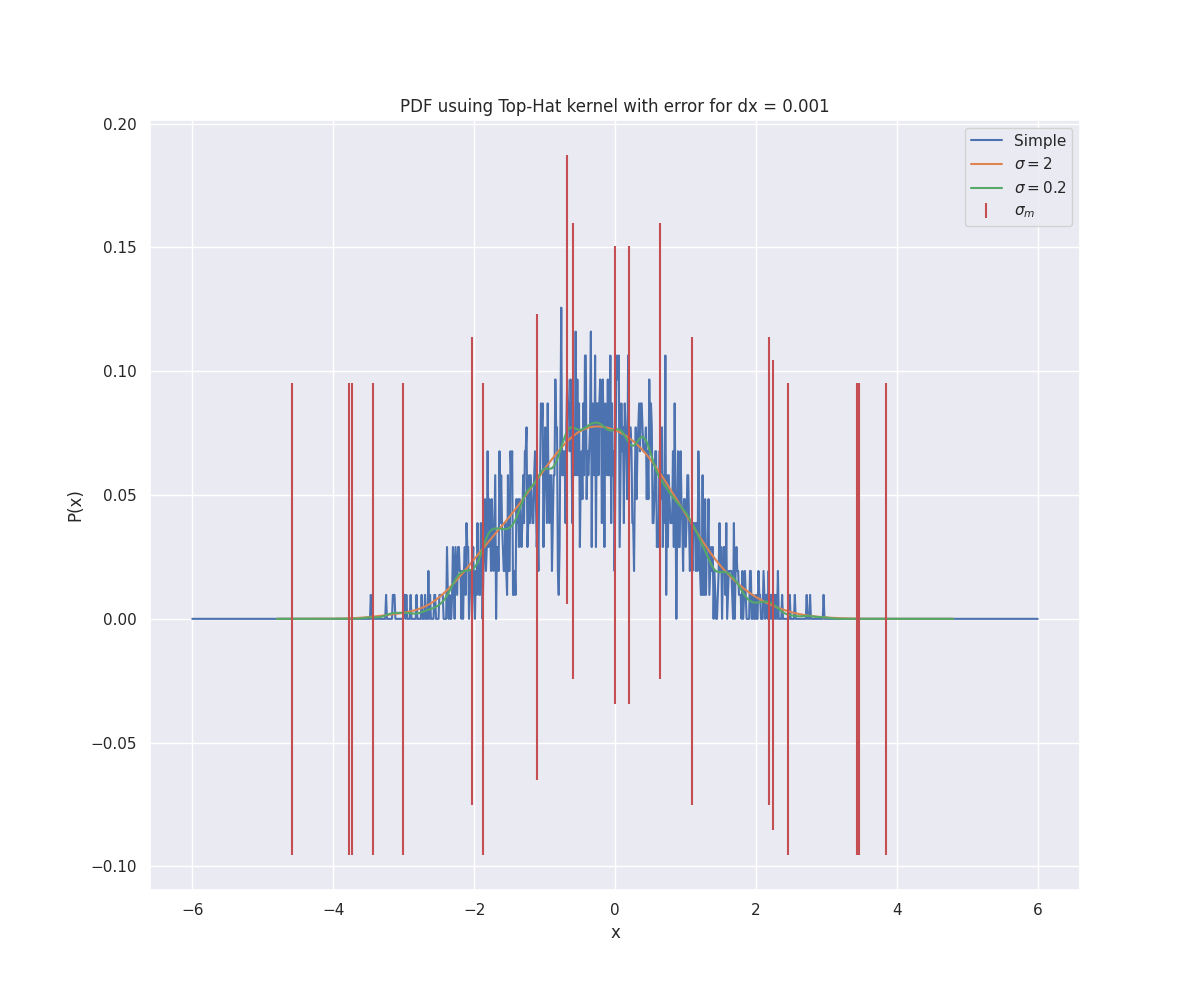 PDF usuing Top-Hat kernel with error for dx = 0.001
Simple
σ = 2
σ = 0.2
σm
0.20
0.15
0.10
0.05
0.00
−0.05
−0.10
P(x)
−6
−4
−2
0
2
4
6
x